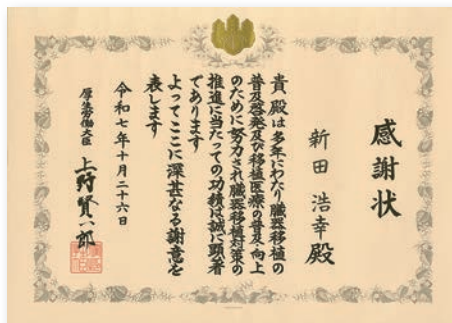 感謝状
新田浩幸殿
貴殿は多年にわたり臓器移植の
普及啓発及び移植医療の普及向上
のために努力され臓器移植対策の
推進に当たっての功績は誠に顕著
であります
よってここに深甚なる謝意を
表します
令和七年十月二十六日
厚生労働大臣 上野賢一郎